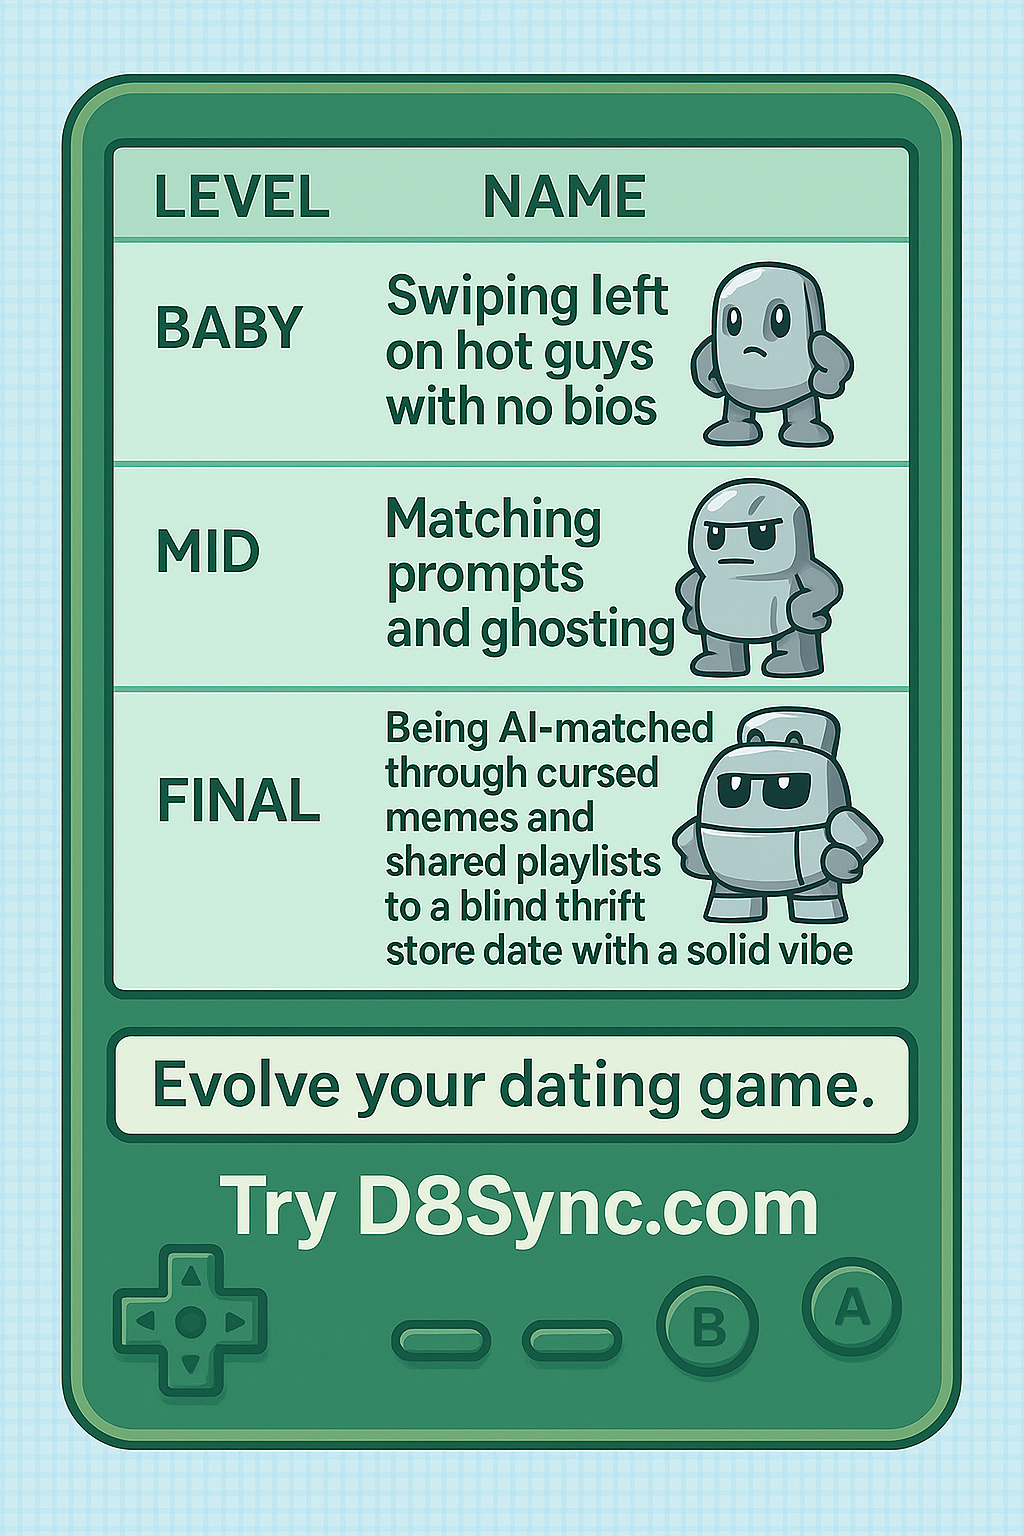 LEVEL NAME
BABY
Swiping left
on hot guys
with no bios
MID
Matching
prompts
and ghosting
FINAL
Being AI-matched
through cursed
memes and
shared playlists
to a blind thrift
store date with a solid vibe
Evolve your dating game.
Try D8Sync.com
B
A